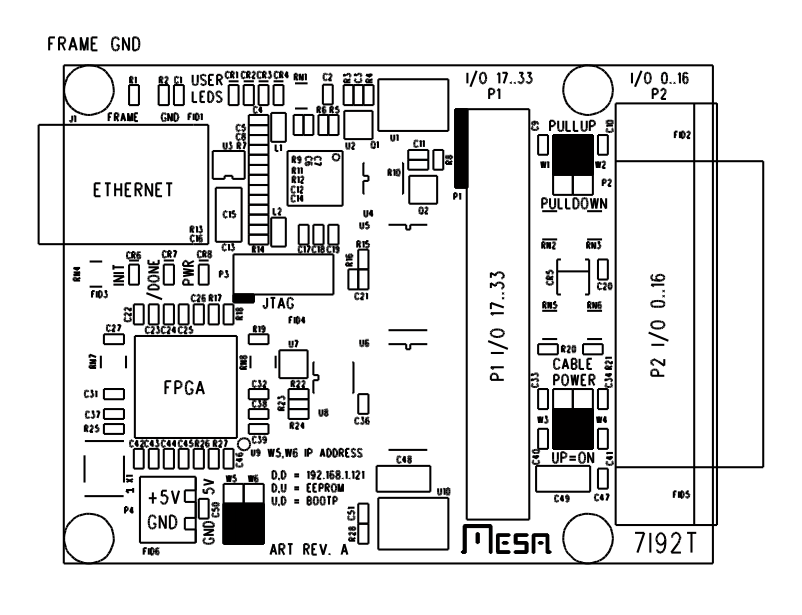 FRAME GND
I/O 17..33
P1
I/O 0..16
P2
R1
R2
C1
USER
LEDS
CR1
CR2
CR3
CR4
RN1
C2
R3
C3
R4
J1
FRAME
GND
FID1
C4
R6
R5
U1
C9
PULLUP
C10
FID2
U3
R7
L1
U2
Q1
C11
R8
W1
W2
ETHERNET
R9
R11
R12
C12
C14
C6
C7
R10
P1
P2
C15
L2
U4
Q2
PULLDOWN
R13
C16
C13
R14
C17
C18
C19
U5
R15
R16
RN2
RN3
RN4
FID3
INIT
CR6
/DONE
CR7
PWR
CR8
P3
C21
CR5
C20
JTAG
P1 I/O 17..33
P2 I/O 0..16
C22
C23
C24
C25
C26
R17
R18
FID4
RN5
RN6
C27
R19
U7
U6
R20
R21
RN7
FPGA
RN8
CABLE
POWER
C31
C32
R22
R23
C33
C34
C37
C38
R24
U8
C36
W3
W4
R25
C39
C42
C43
C44
C45
R26
R27
C46
U9
W5,W6 IP ADDRESS
C40
UP=ON
C41
X1
1
P4
+5V
GND
5V
GND
C50
W5
W6
D,D = 192.168.1.121
D,U = EEPROM
U,D = BOOTP
C48
U10
C49
C47
FID5
C51
R28
FID6
ART REV. A
MESA
7I92T